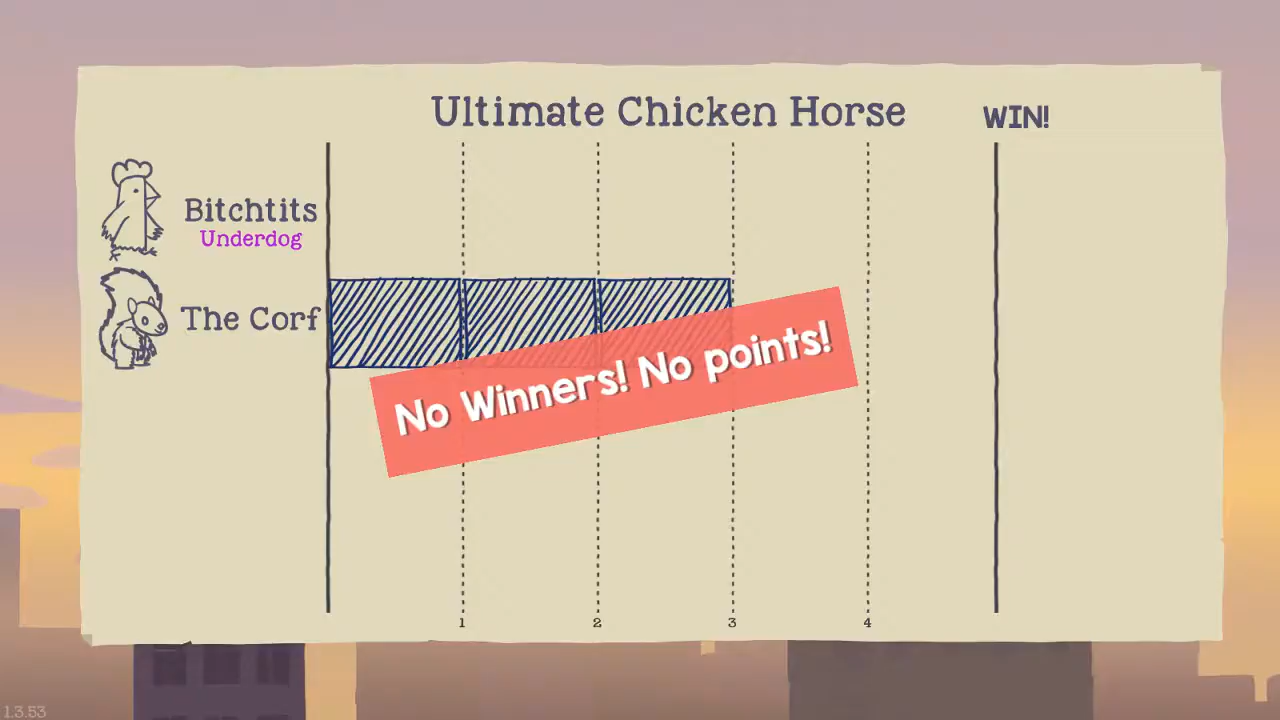 Ultimate Chicken Horse
WIN!
Bitchtits
Underdog
The Corf
No Winners! No points!
1 2 3 4
1.3.53